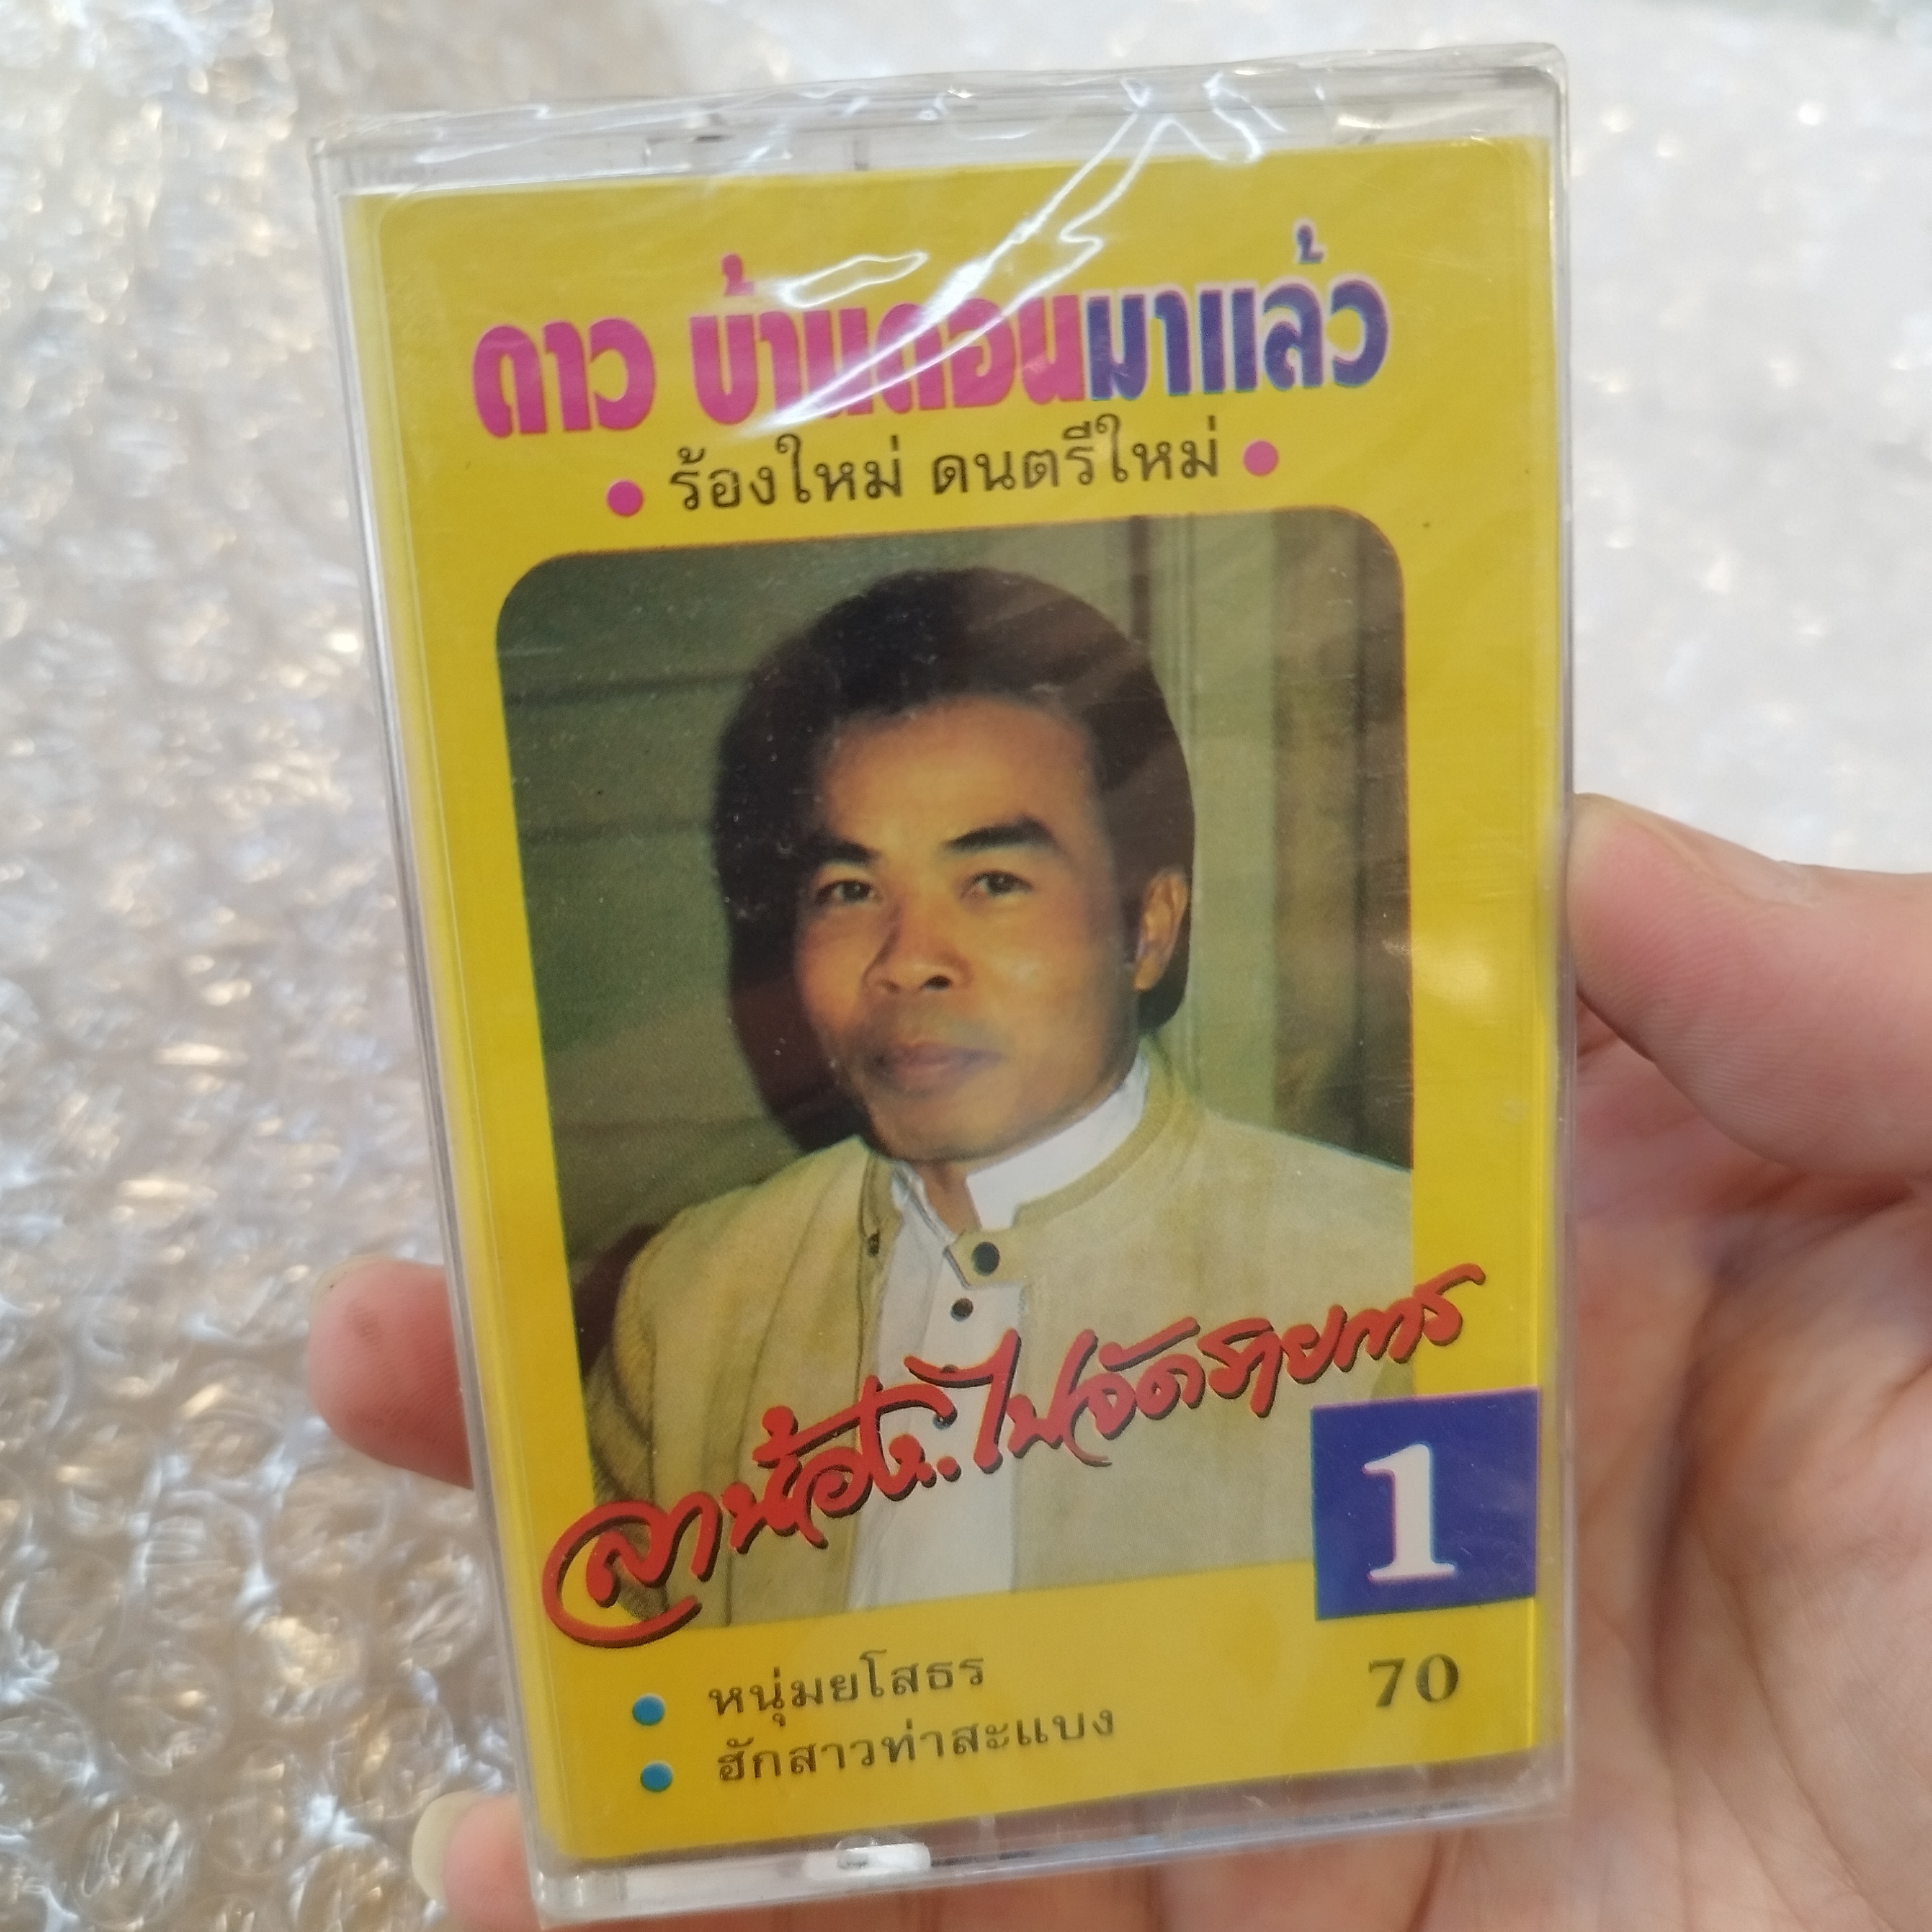 ดาว บ้านดอนมาแล้ว
• ร้องใหม่ ดนตรีใหม่ •
ลาน้อง..ไปจัดรายการ
1
• หนุ่มยโสธร
70
• ฮักสาวท่าสะแบง